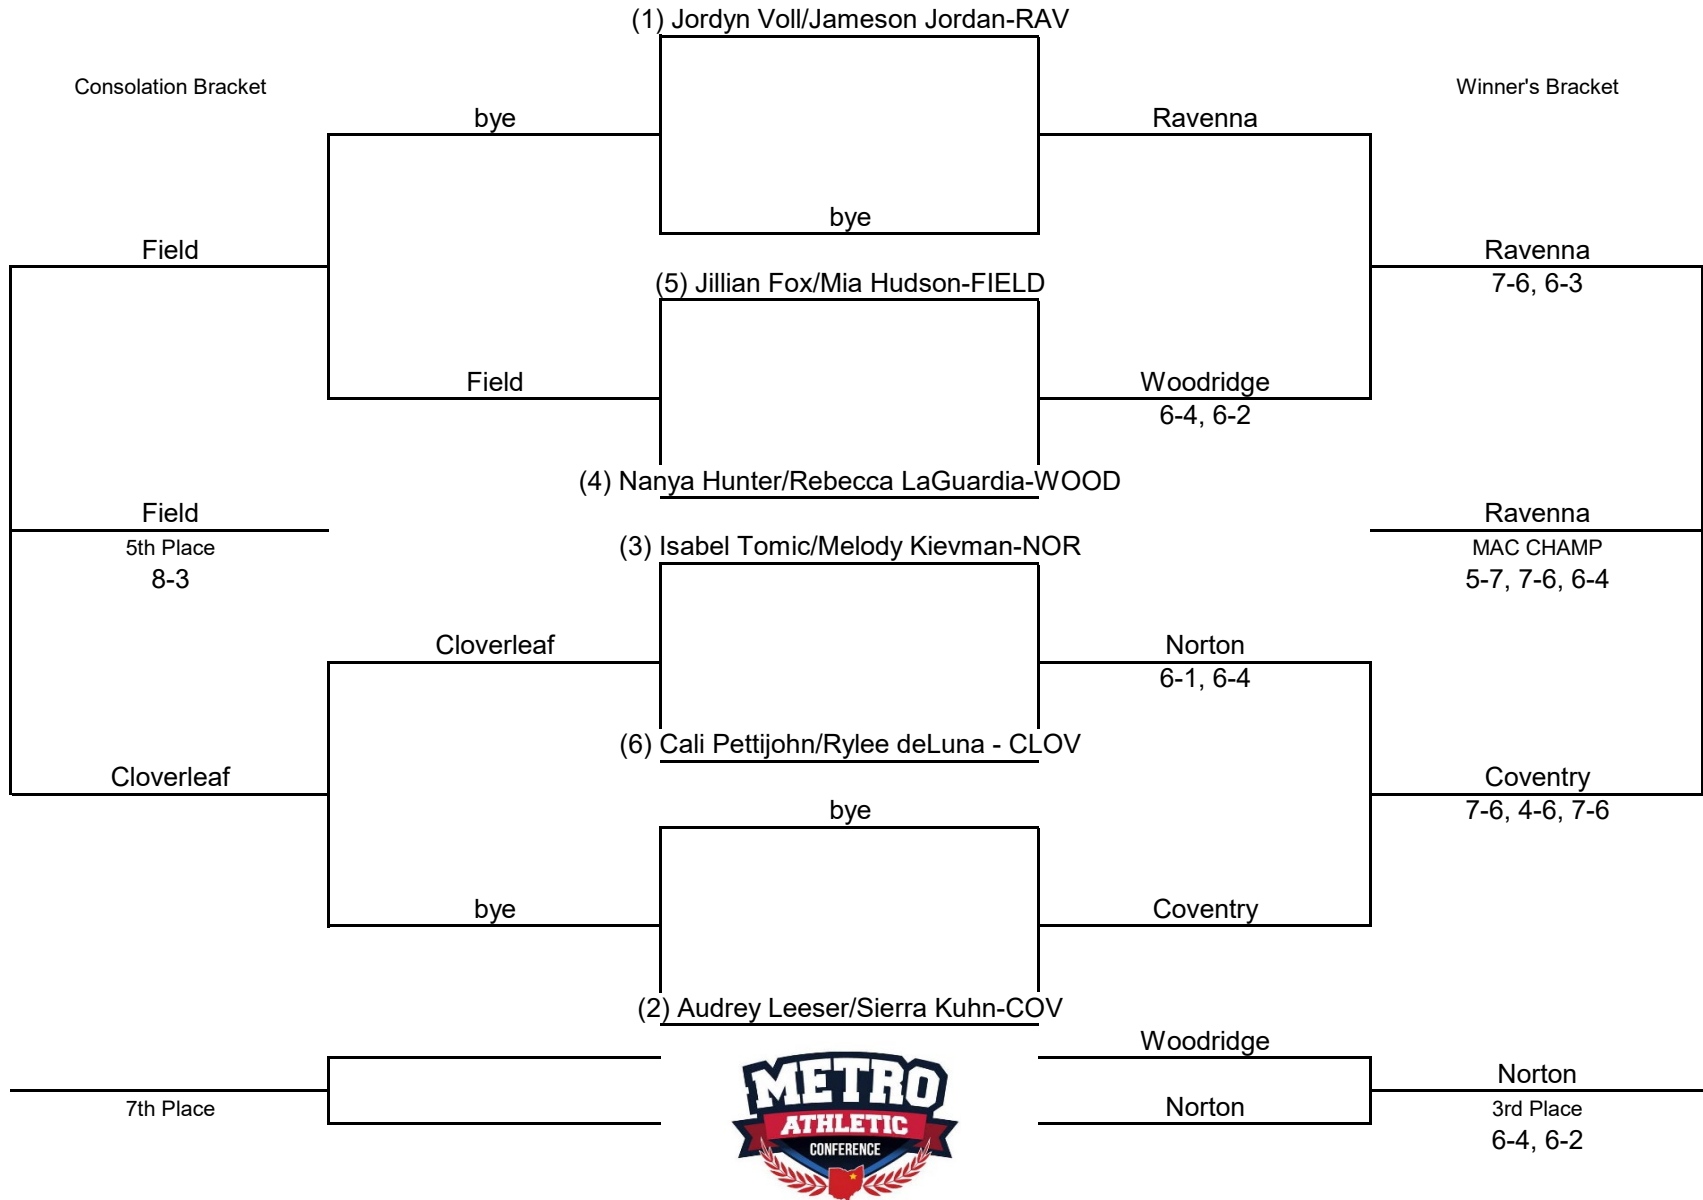 (1) Jordyn Voll/Jameson Jordan-RAV
Consolation Bracket
Winner's Bracket
bye
Ravenna
bye
Field
Ravenna
(5) Jillian Fox/Mia Hudson-FIELD
7-6, 6-3
Field
Woodridge
6-4, 6-2
(4) Nanya Hunter/Rebecca LaGuardia-WOOD
Field
Ravenna
5th Place
(3) Isabel Tomic/Melody Kievman-NOR
MAC CHAMP
8-3
5-7, 7-6, 6-4
Cloverleaf
Norton
6-1, 6-4
(6) Cali Pettijohn/Rylee deLuna - CLOV
Cloverleaf
Coventry
bye
7-6, 4-6, 7-6
bye
Coventry
(2) Audrey Leeser/Sierra Kuhn-COV
Woodridge
METRO
Norton
7th Place
ATHLETIC
Norton
3rd Place
CONFERENCE
6-4, 6-2